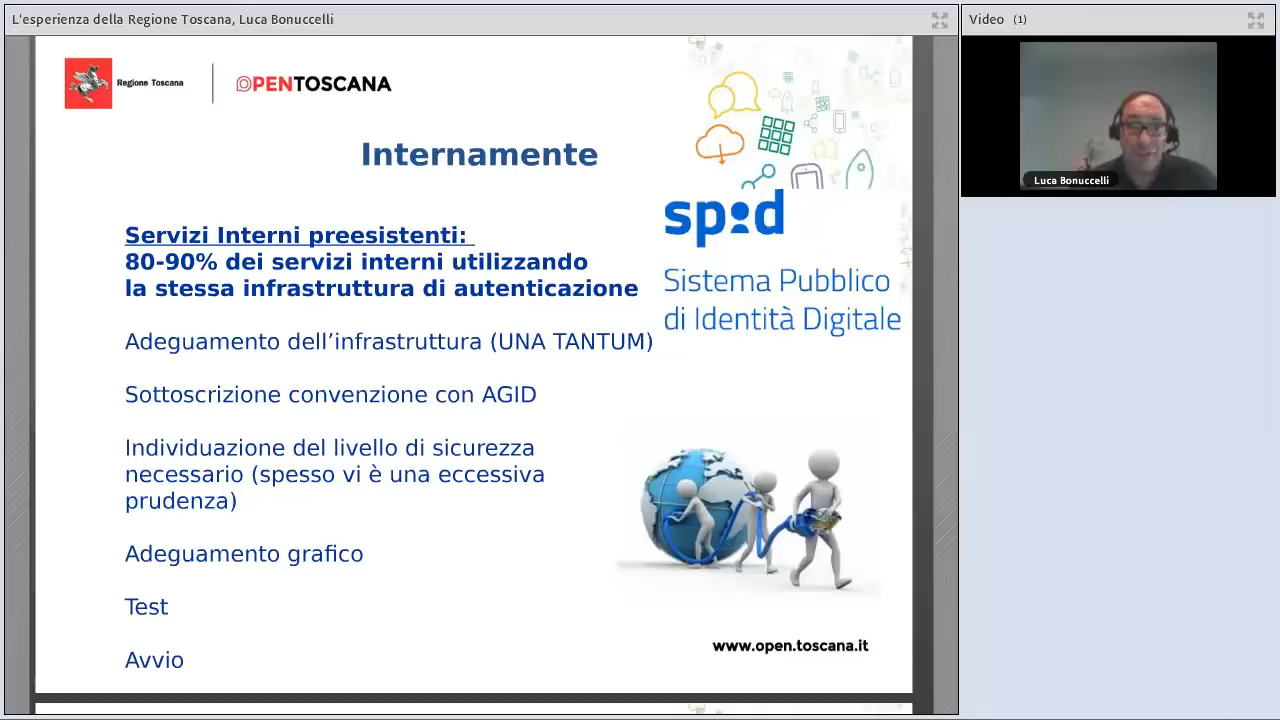 L'esperienza della Regione Toscana, Luca Bonuccelli
Video (1)
Regione Toscana
OPENTOSCANA
Internamente
spid
Sistema Pubblico
di Identità Digitale
Servizi Interni preesistenti:
80-90% dei servizi interni utilizzando
la stessa infrastruttura di autenticazione
Adeguamento dell’infrastruttura (UNA TANTUM)
Sottoscrizione convenzione con AGID
Individuazione del livello di sicurezza
necessario (spesso vi è una eccessiva
prudenza)
Adeguamento grafico
Test
Avvio
www.open.toscana.it
Luca Bonuccelli